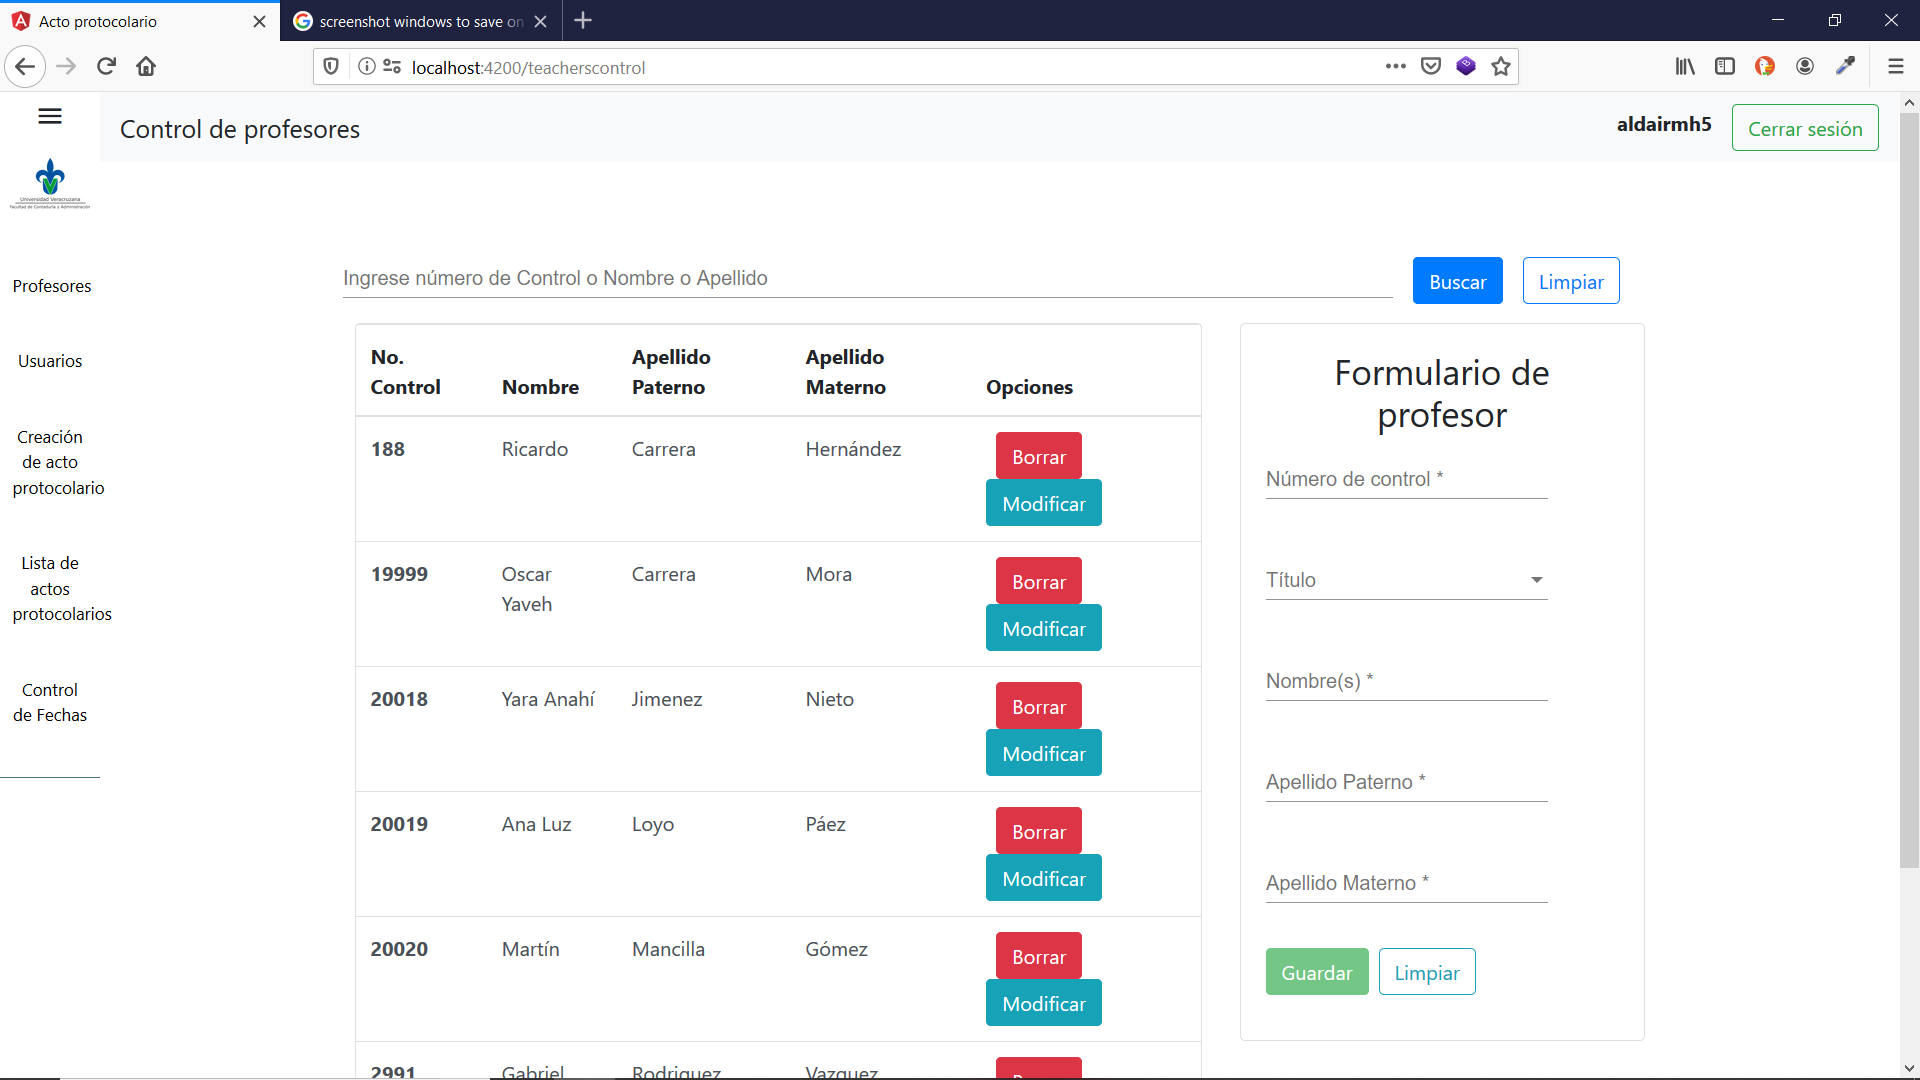 Acto protocolario
screenshot windows to save on
localhost:4200/teacherscontrol
Control de profesores
aldairmh5
Cerrar sesión
Universidad Veracruzana
Facultad de Contaduría y Administración
Profesores
Usuarios
Creación
de acto
protocolario
Lista de
actos
protocolarios
Control
de Fechas
Ingrese número de Control o Nombre o Apellido
Buscar
Limpiar
No. Control Nombre Apellido Paterno Apellido Materno Opciones
188 Ricardo Carrera Hernández Borrar
Modificar
19999 Oscar Yaveh Carrera Mora Borrar
Modificar
20018 Yara Anahí Jimenez Nieto Borrar
Modificar
20019 Ana Luz Loyo Páez Borrar
Modificar
20020 Martín Mancilla Gómez Borrar
Modificar
2991 Gabriel Rodriguez Vazquez
Formulario de
profesor
Número de control *
Título
Nombre(s) *
Apellido Paterno *
Apellido Materno *
Guardar
Limpiar